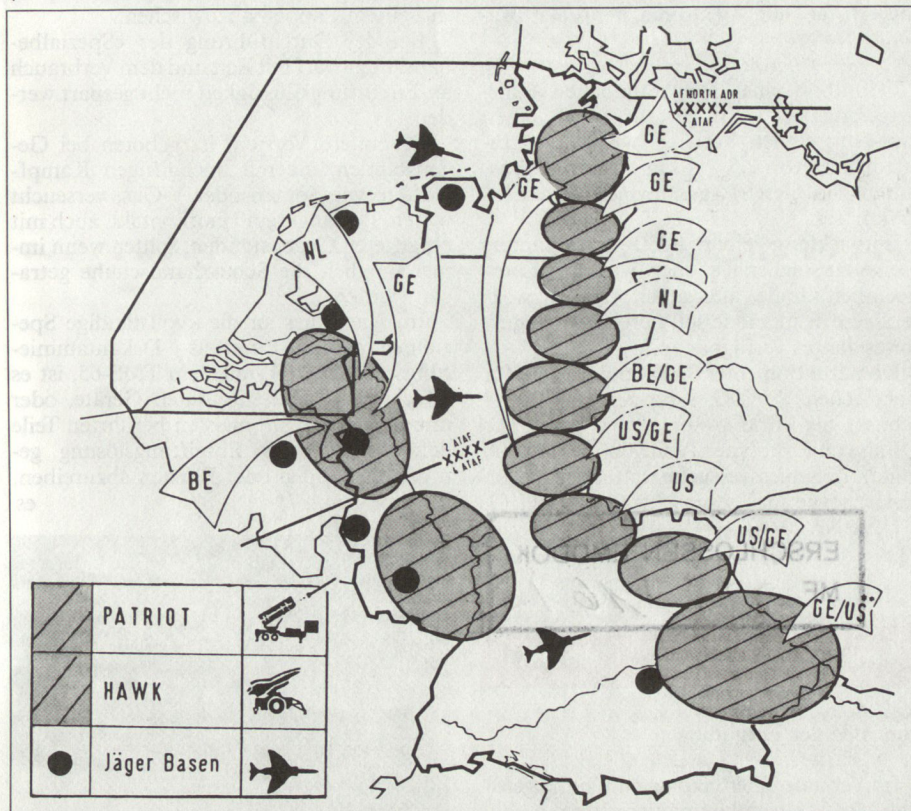 AFNORTH ADR
XXXXX
2 ATAF
GE
GE
GE
GE
NL
GE
NL
BE/GE
US/GE
2 ATAF
XXXX
4 ATAF
BE
US
US/GE
GE/US*
PATRIOT
HAWK
Jäger Basen